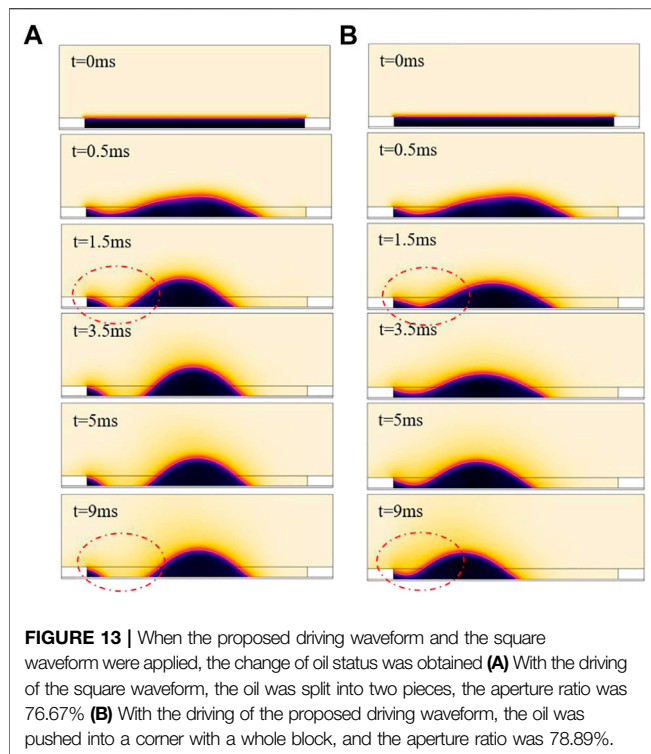 A
B
t=0ms
t=0ms
t=0.5ms
t=0.5ms
t=1.5ms
t=1.5ms
t=3.5ms
t=3.5ms
t=5ms
t=5ms
t=9ms
t=9ms
FIGURE 13 | When the proposed driving waveform and the square
waveform were applied, the change of oil status was obtained (A) With the driving
of the square waveform, the oil was split into two pieces, the aperture ratio was
76.67% (B) With the driving of the proposed driving waveform, the oil was
pushed into a corner with a whole block, and the aperture ratio was 78.89%.